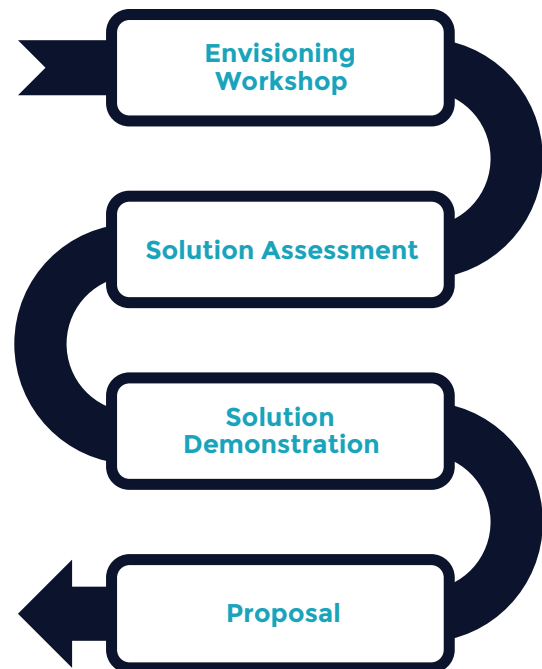 Envisioning
Workshop
Solution Assessment
Solution
Demonstration
Proposal